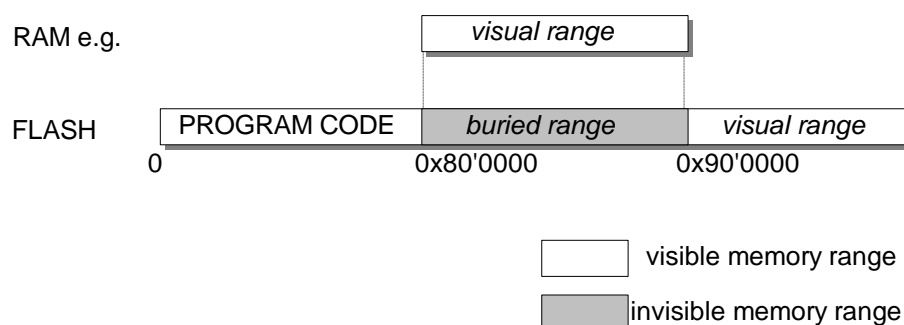 RAM e.g. visual range
FLASH PROGRAM CODE buried range visual range
0 0x80'0000 0x90'0000
visible memory range
invisible memory range